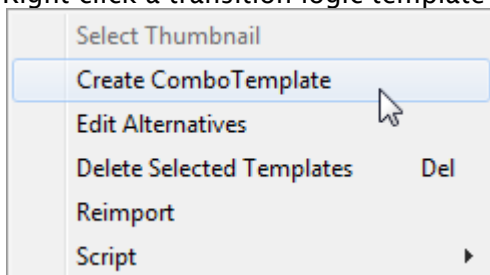 Right click a transition logic template
Select Thumbnail
Create ComboTemplate
Edit Alternatives
Delete Selected Templates Del
Reimport
Script